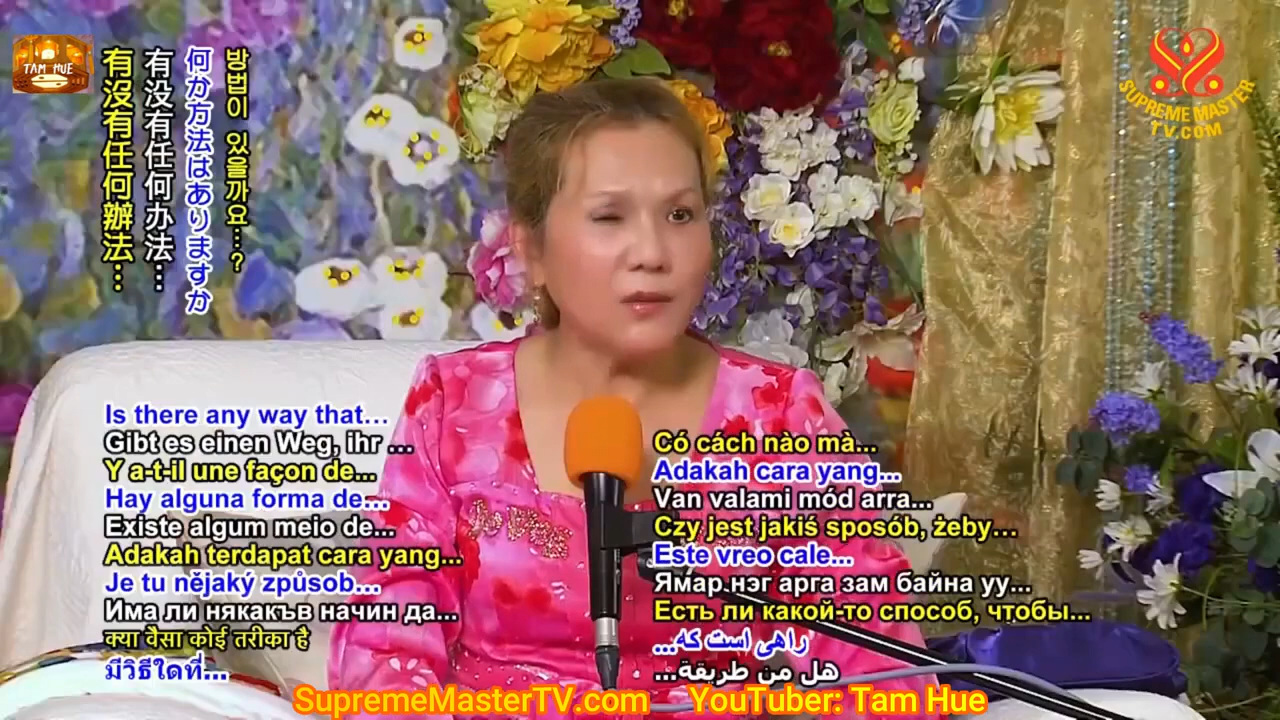 TAM HUE
SUPREME MASTER
TV.COM
방법이 있을까요…?
何か方法はありますか
有没有任何办法…
有沒有任何辦法…
Is there any way that…
Gibt es einen Weg, ihr ...
Y a-t-il une façon de...
Hay alguna forma de...
Existe algum meio de...
Adakah terdapat cara yang...
Je tu nějaký způsob...
Има ли някакъв начин да...
क्या वैसा कोई तरीका है
มีวิธีใดที่...
Có cách nào mà...
Adakah cara yang...
Van valami mód arra...
Czy jest jakiś sposób, żeby…
Este vreo cale...
Ямар нэг арга зам байна уу...
Есть ли какой-то способ, чтобы...
راهی است که...
هل من طريقة...
SupremeMasterTV.com YouTuber: Tam Hue